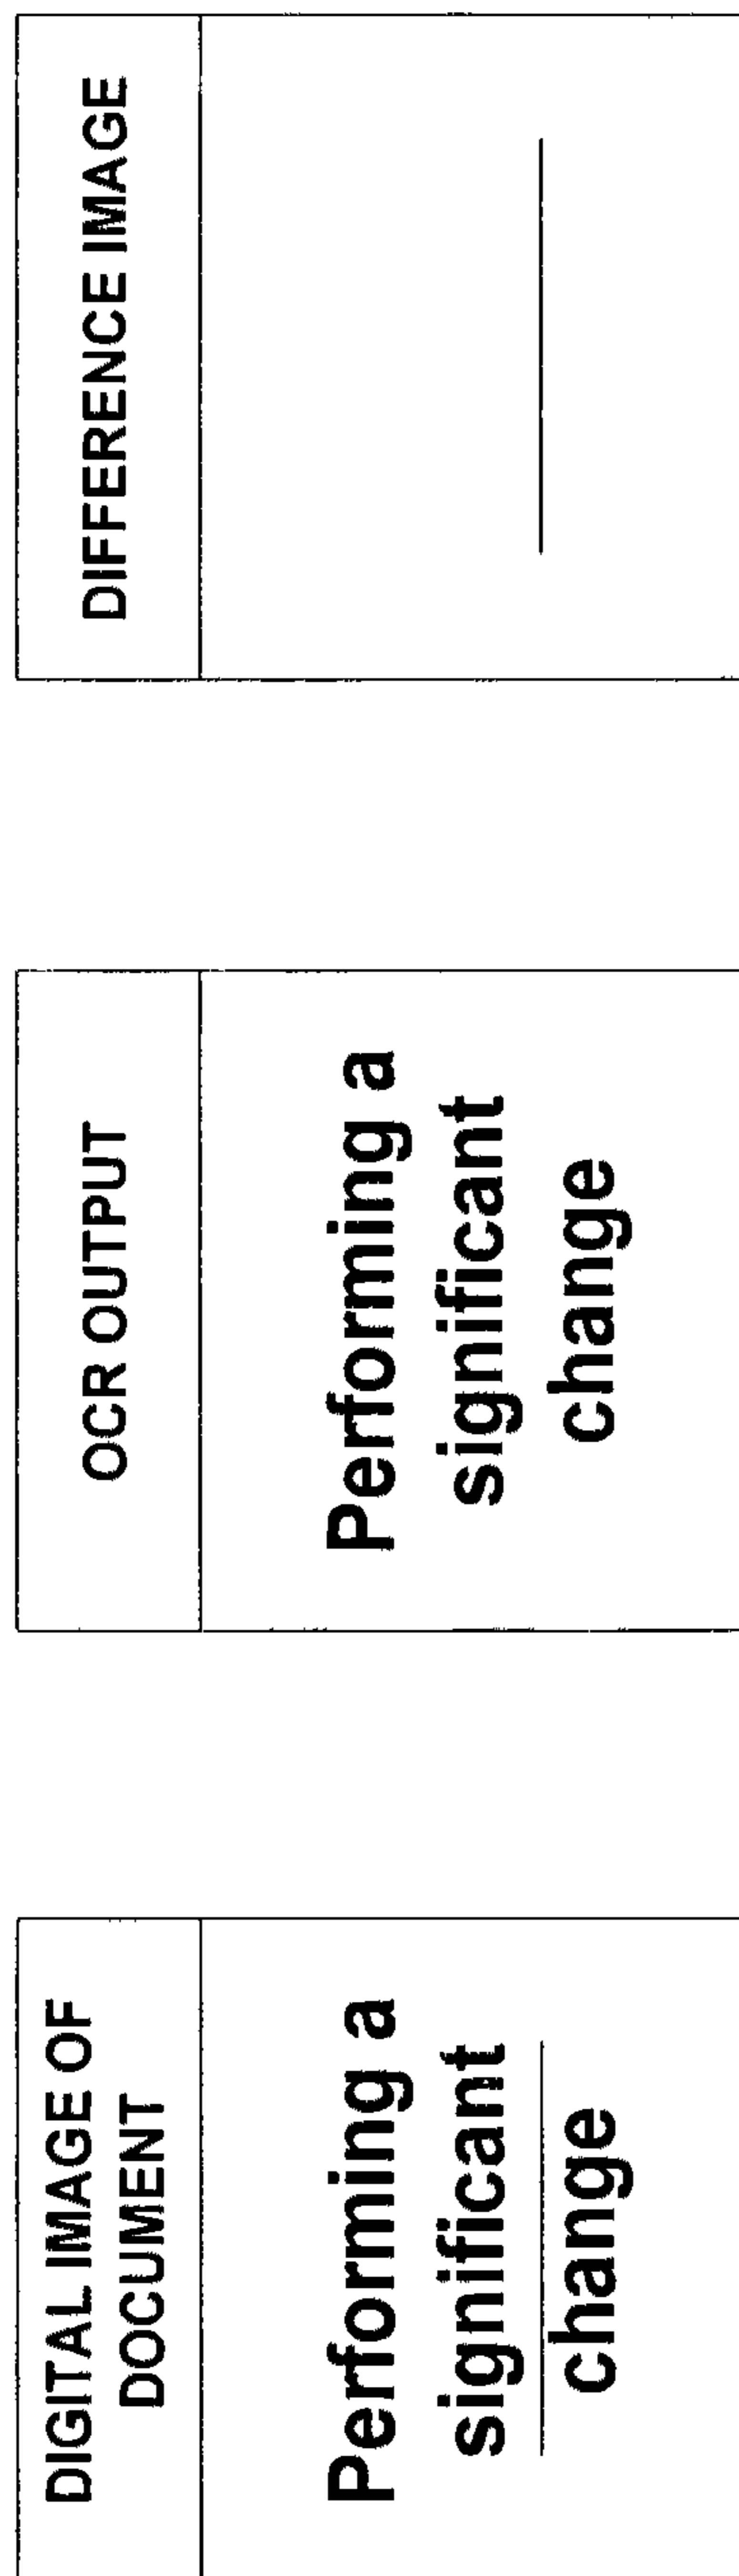 DIGITAL IMAGE OF
DOCUMENT
Performing a
significant
change
OCR OUTPUT
Performing a
significant
change
DIFFERENCE IMAGE